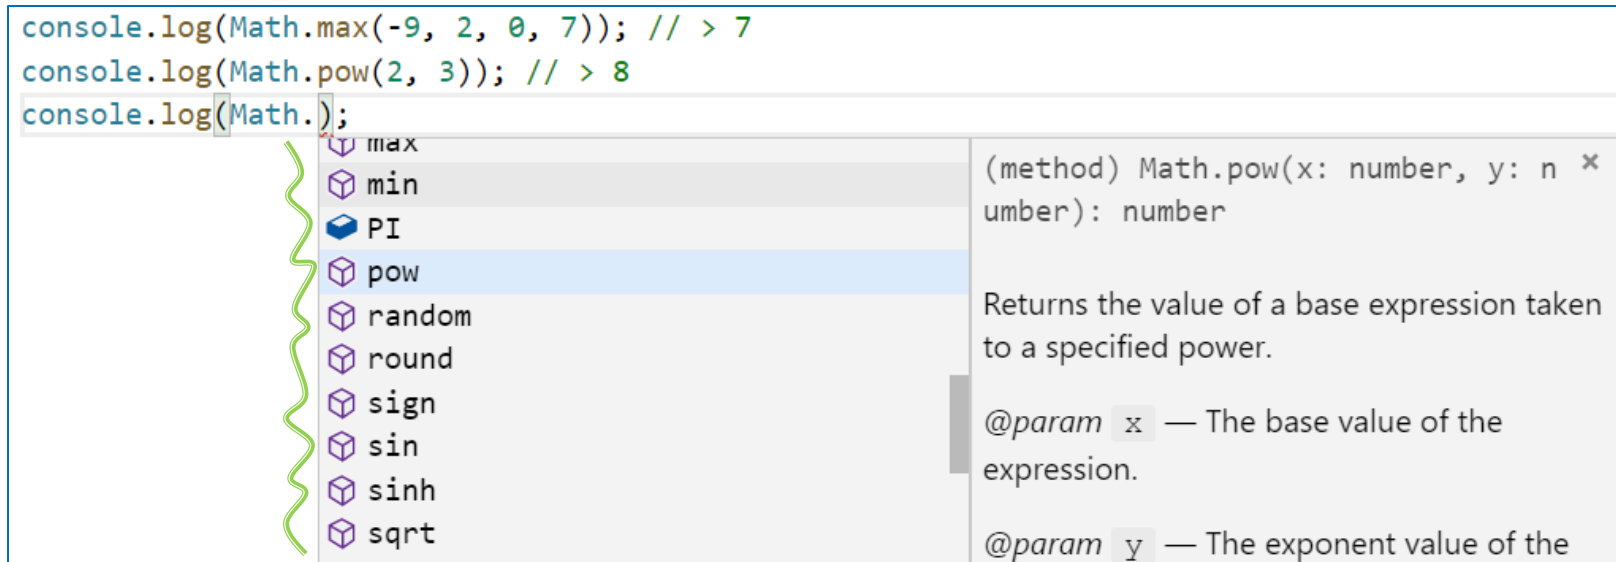 console.log(Math.max(-9, 2, 0, 7)); // > 7
console.log(Math.pow(2, 3)); // > 8
console.log(Math.);
max
min
PI
pow
random
round
sign
sin
sinh
sqrt
(method) Math.pow(x: number, y: n
umber): number
×
Returns the value of a base expression taken
to a specified power.
@param x — The base value of the
expression.
@param y — The exponent value of the